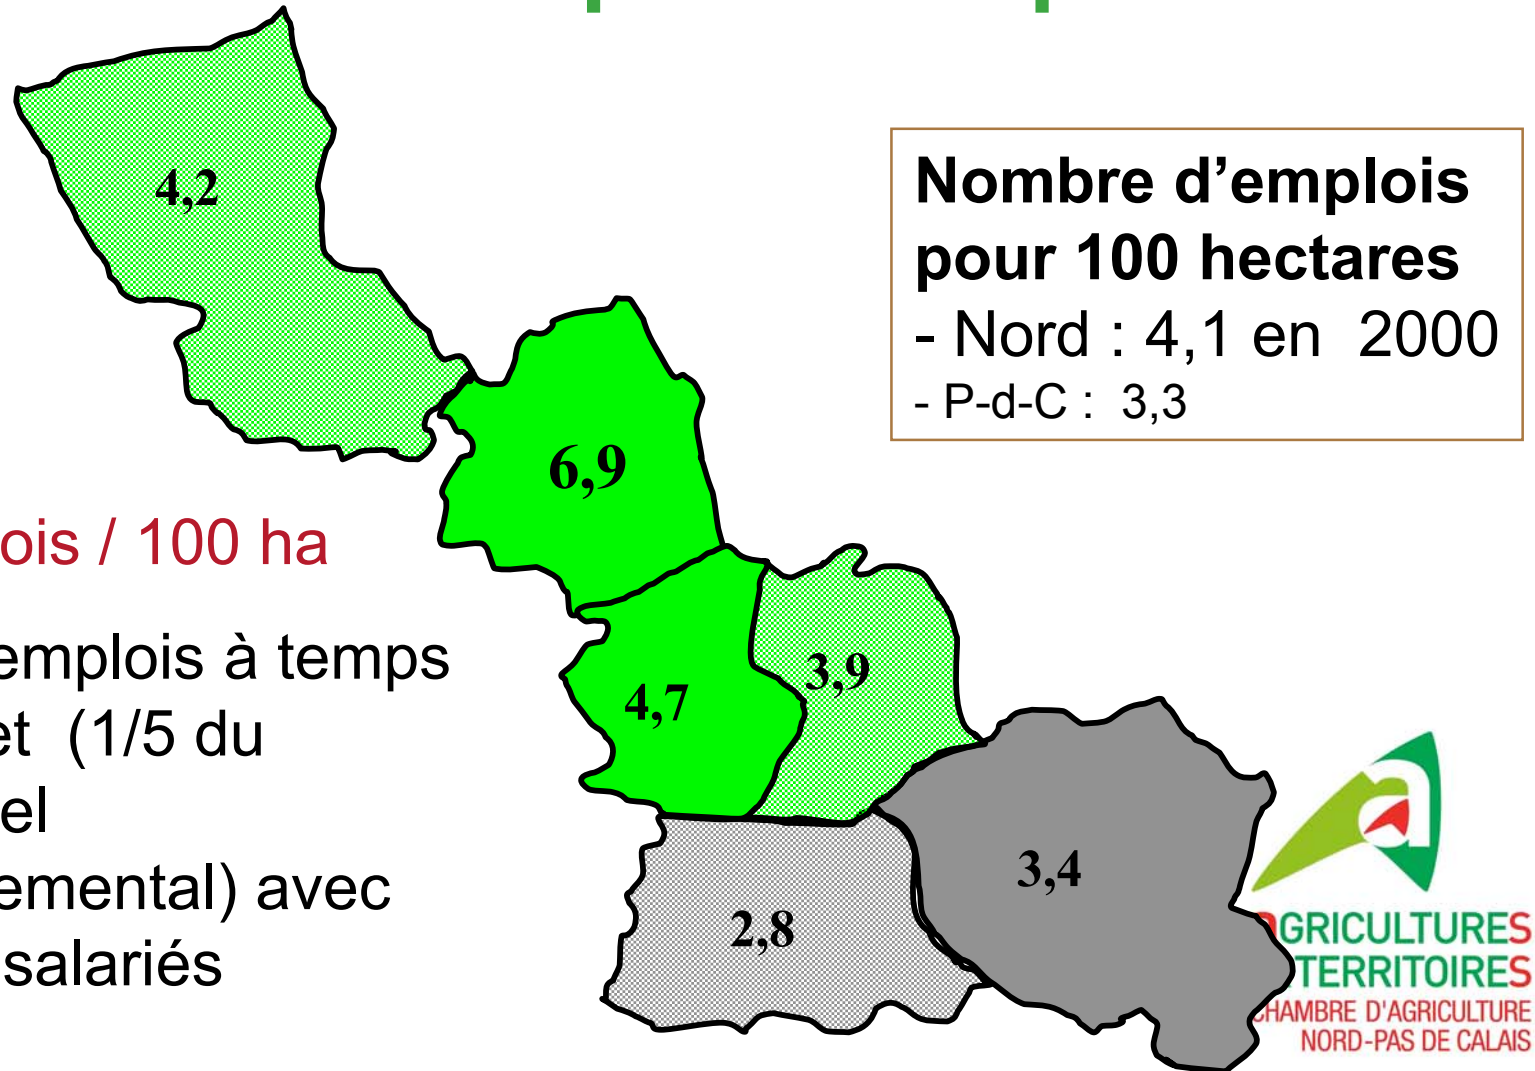 4,2
Nombre d’emplois
pour 100 hectares
- Nord : 4,1 en 2000
- P-d-C : 3,3
6,9
ois / 100 ha
emplois à temps
et (1/5 du
el
emental) avec
salariés
4,7
3,9
3,4
2,8
GRICULTURES
TERRITOIRES
CHAMBRE D'AGRICULTURE
NORD-PAS DE CALAIS